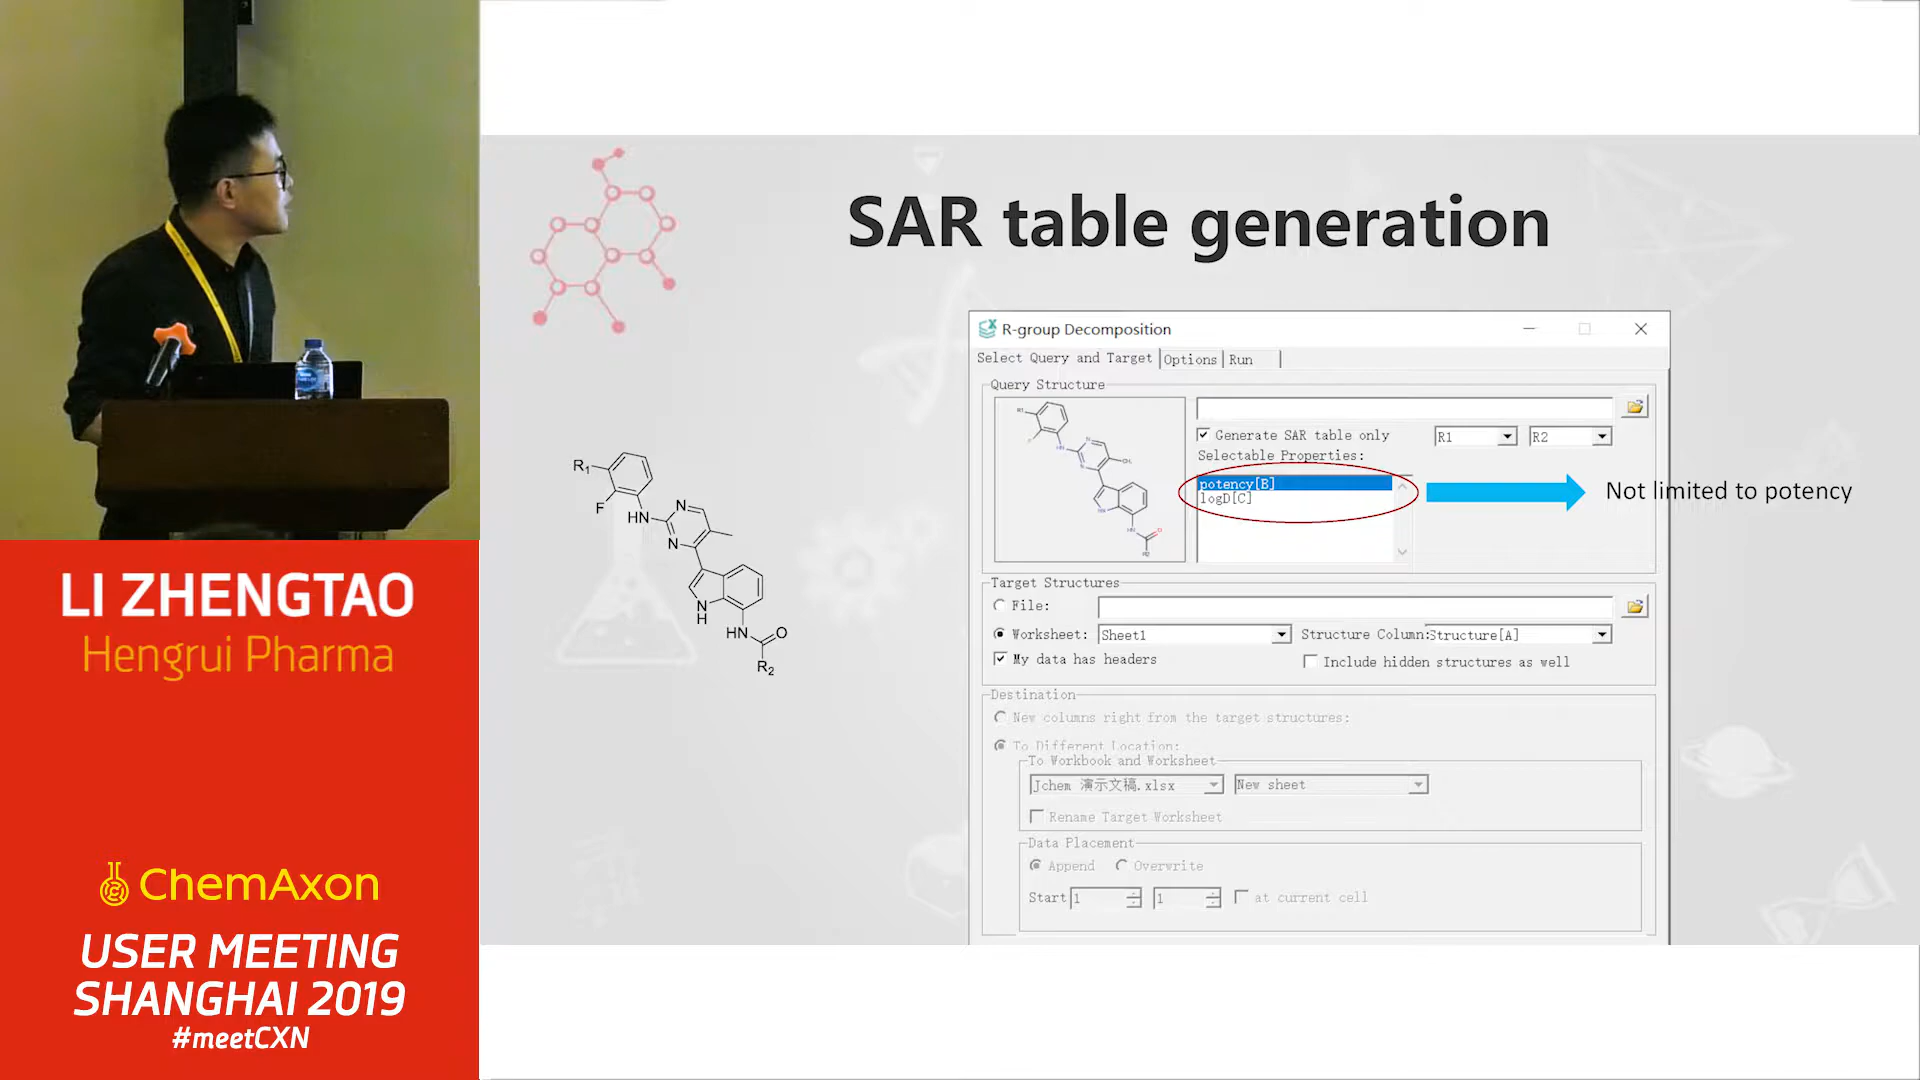 SAR table generation
R-group Decomposition
Select Query and Target
Options
Run
Query Structure
Generate SAR table only
R1
R2
Selectable Properties:
potency[B]
logD[C]
Not limited to potency
R1
F
HN
N
N
N
H
HN
O
R2
Target Structures
File:
Worksheet:
Sheet1
Structure Column:
Structure[A]
My data has headers
Include hidden structures as well
Destination
New columns right from the target structures:
To Different Location:
To Workbook and Worksheet
Jchem 演示文稿.xlsx
New sheet
Rename Target Worksheet
Data Placement
Append
Overwrite
Start
1
1
at current cell
LI ZHENGTAO
Hengrui Pharma
ChemAxon
USER MEETING
SHANGHAI 2019
#meetCXN